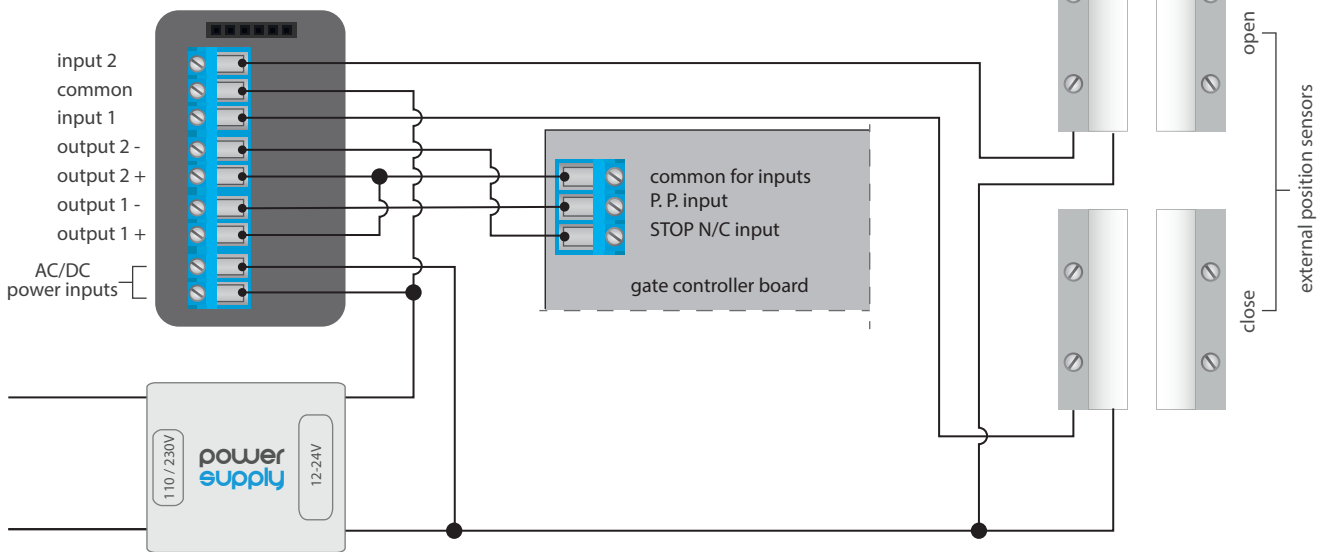 input 2
common
input 1
output 2 -
output 2 +
output 1 -
output 1 +
AC/DC
power inputs
common for inputs
P. P. input
STOP N/C input
gate controller board
open
close
external position sensors
110 / 230V
power
supply
12-24V